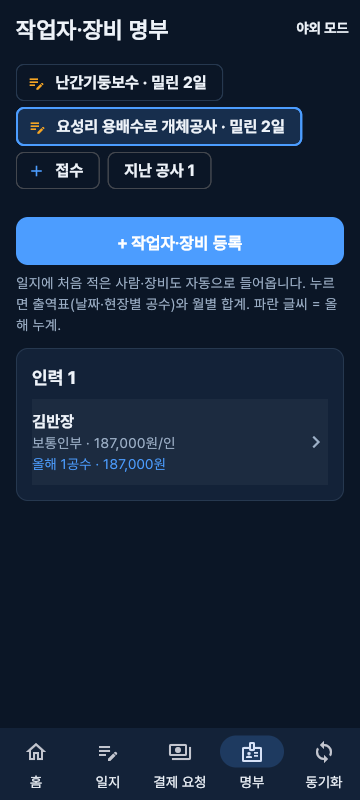 작업자·장비 명부
야외 모드
난간기둥보수 · 밀린 2일
요성리 용배수로 개체공사 · 밀린 2일
+ 접수
지난 공사 1
+ 작업자·장비 등록
일지에 처음 적은 사람·장비도 자동으로 들어옵니다. 누르
면 출역표(날짜·현장별 공수)와 월별 합계. 파란 글씨 = 올
해 누계.
인력 1
김반장
보통인부 · 187,000원/인
올해 1공수 · 187,000원
홈
일지
결제 요청
명부
동기화